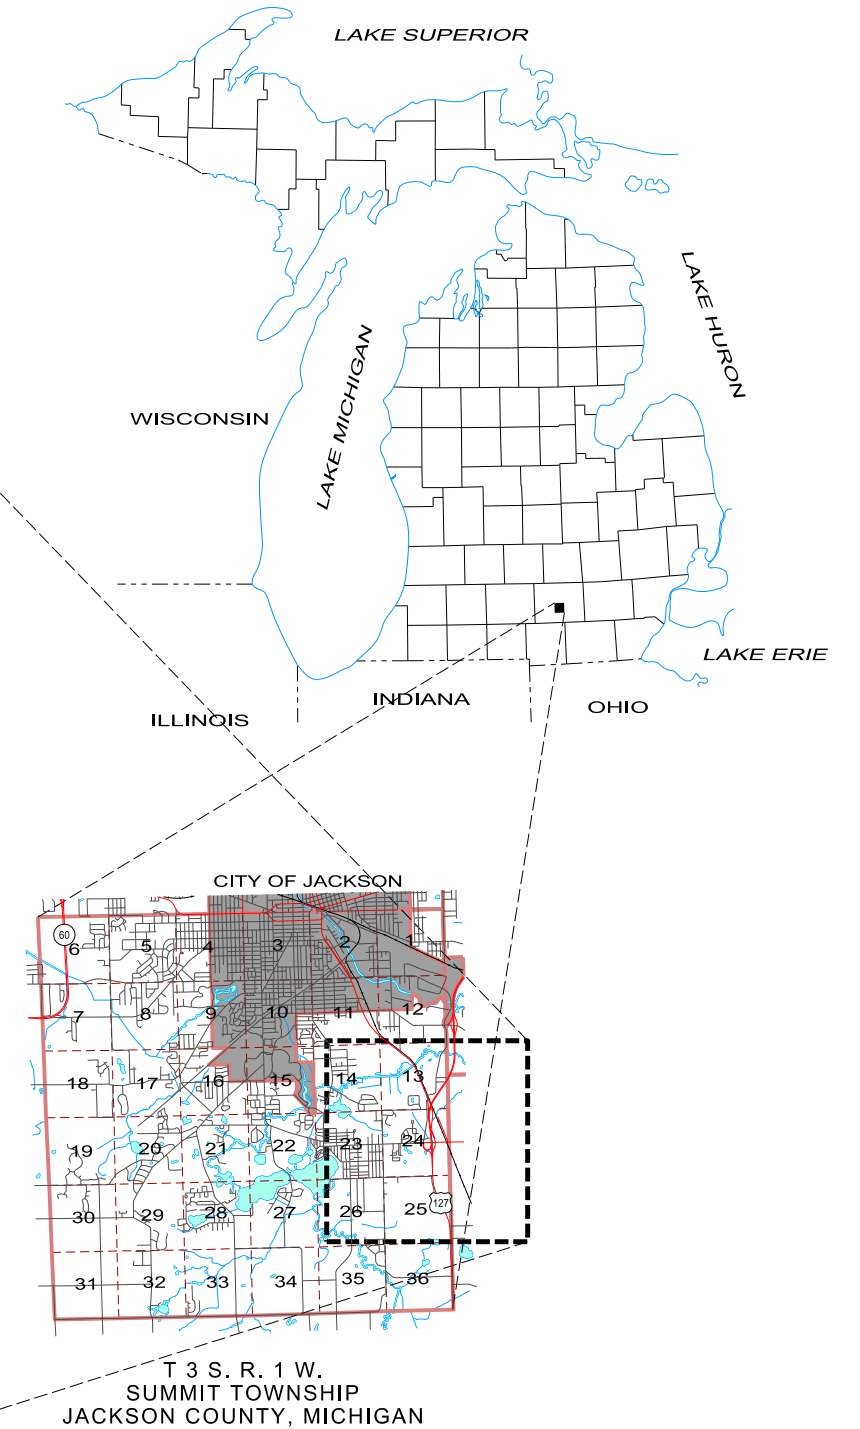 LAKE SUPERIOR
LAKE HURON
LAKE MICHIGAN
WISCONSIN
LAKE ERIE
INDIANA
ILLINOIS
OHIO
CITY OF JACKSON
60
6 5 4 3 2 1
7 8 9 10 11 12
18 17 16 15 14 13
19 20 21 22 23 24
127
30 29 28 27 26 25
31 32 33 34 35 36
T 3 S. R. 1 W.
SUMMIT TOWNSHIP
JACKSON COUNTY, MICHIGAN